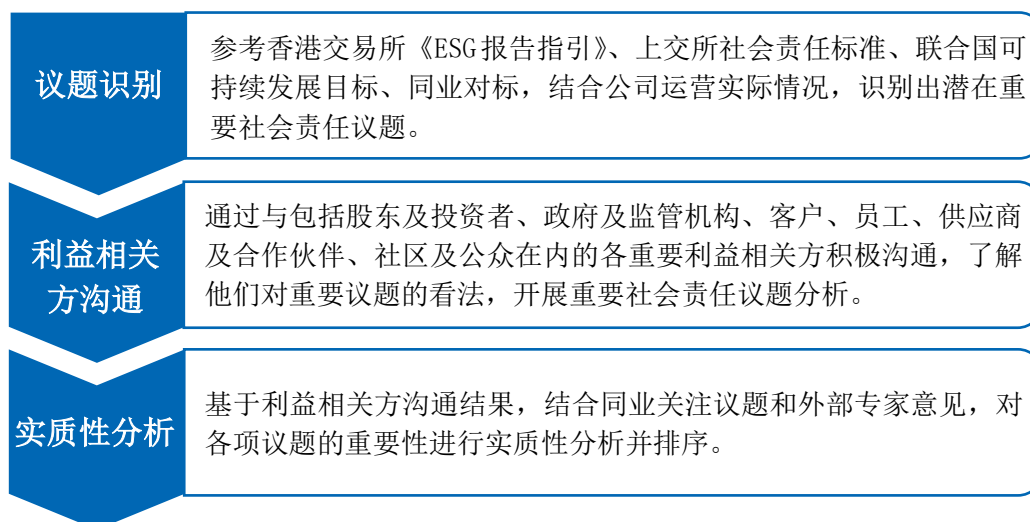 议题识别
参考香港交易所《ESG报告指引》、上交所社会责任标准、联合国可
持续发展目标、同业对标，结合公司运营实际情况，识别出潜在重
要社会责任议题。
利益相关
方沟通
通过与包括股东及投资者、政府及监管机构、客户、员工、供应商
及合作伙伴、社区及公众在内的各重要利益相关方积极沟通，了解
他们对重要议题的看法，开展重要社会责任议题分析。
实质性分析
基于利益相关方沟通结果，结合同业关注议题和外部专家意见，对
各项议题的重要性进行实质性分析并排序。